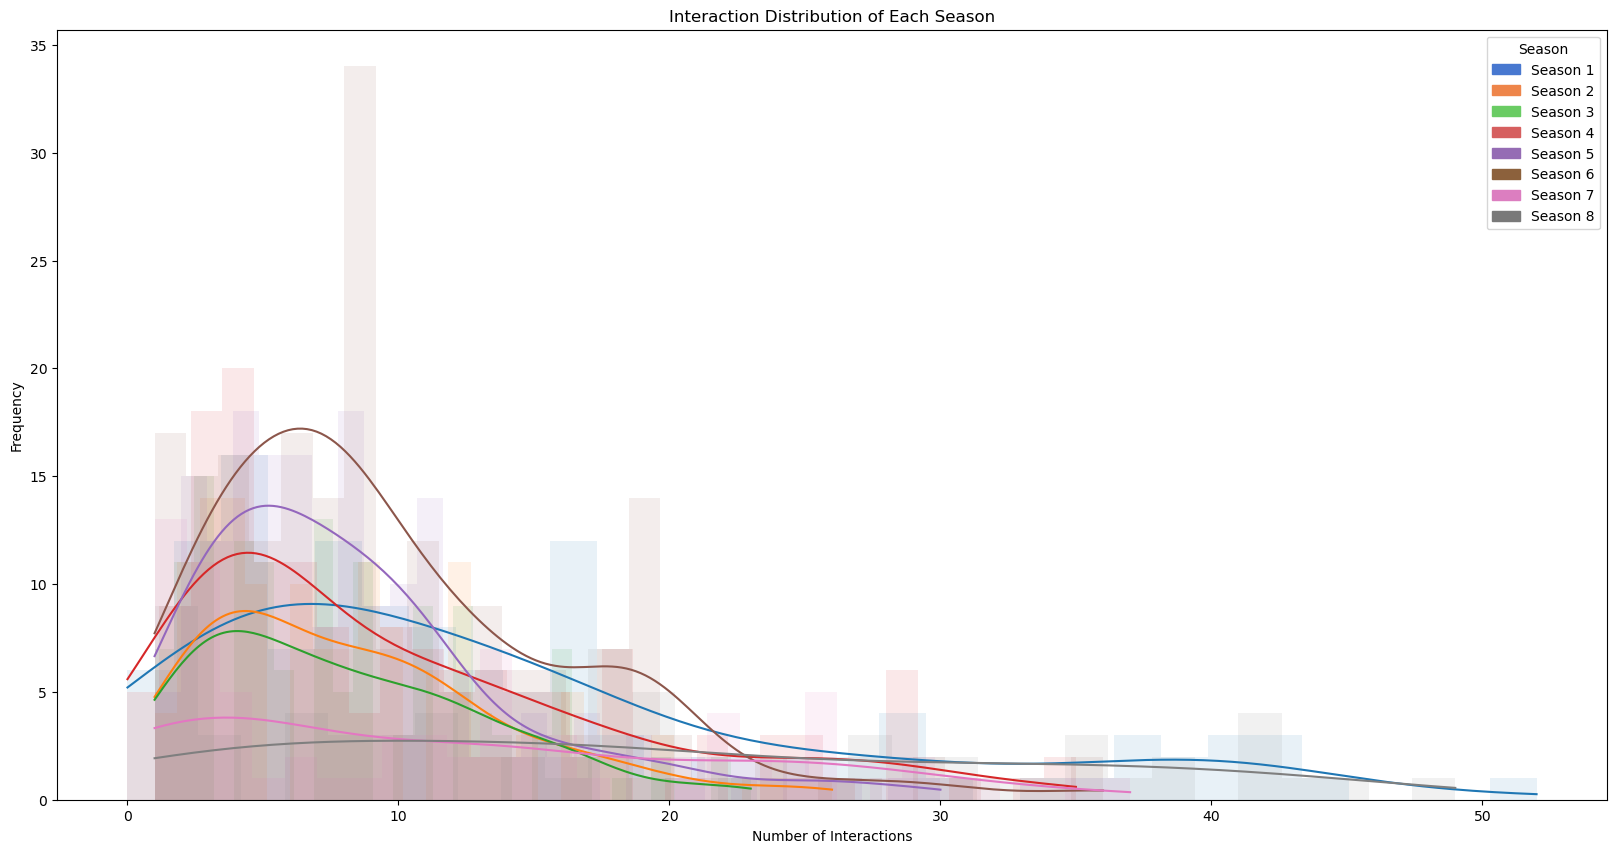 Interaction Distribution of Each Season
35
30
25
20
15
10
5
0
Frequency
0 10 20 30 40 50
Number of Interactions
Season
Season 1
Season 2
Season 3
Season 4
Season 5
Season 6
Season 7
Season 8